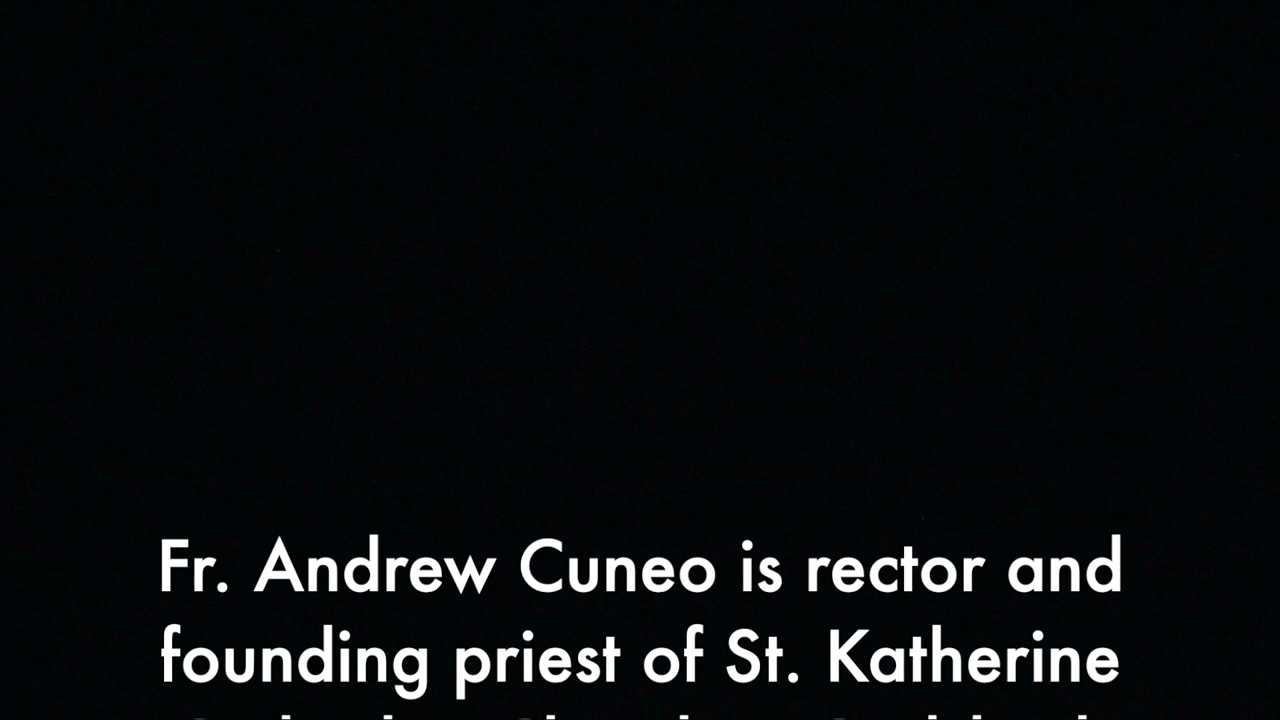 Fr. Andrew Cuneo is rector and
founding priest of St. Katherine